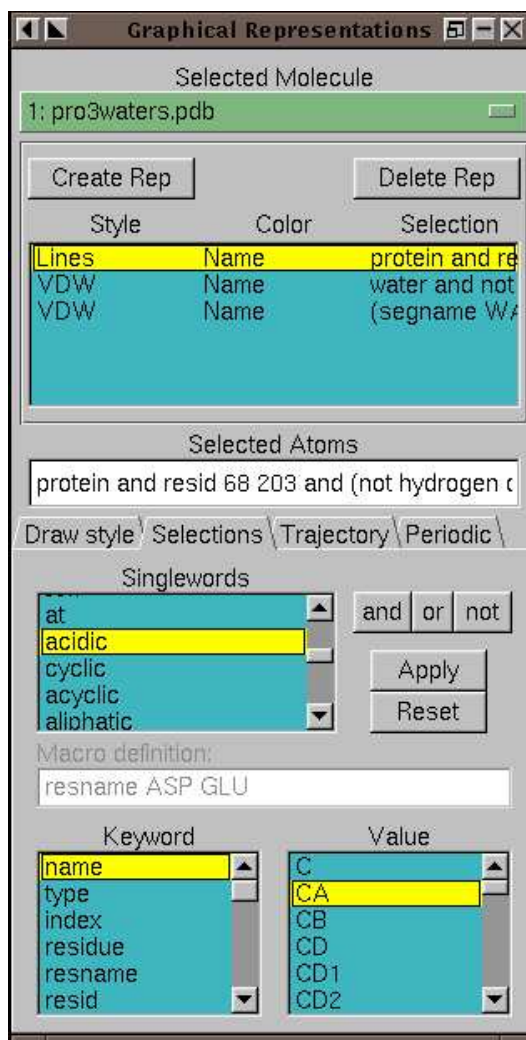 Graphical Representations
Selected Molecule
1: pro3waters.pdb
Create Rep Delete Rep
Style Color Selection
Lines Name protein and re
VDW Name water and not
VDW Name (segname WA
Selected Atoms
protein and resid 68 203 and (not hydrogen o
Draw style Selections Trajectory Periodic
Singlewords
at
and or not
acidic
cyclic
Apply
acyclic
Reset
aliphatic
Macro definition:
resname ASP GLU
Keyword Value
name C
type CA
index CB
residue CD
resname CD1
resid CD2